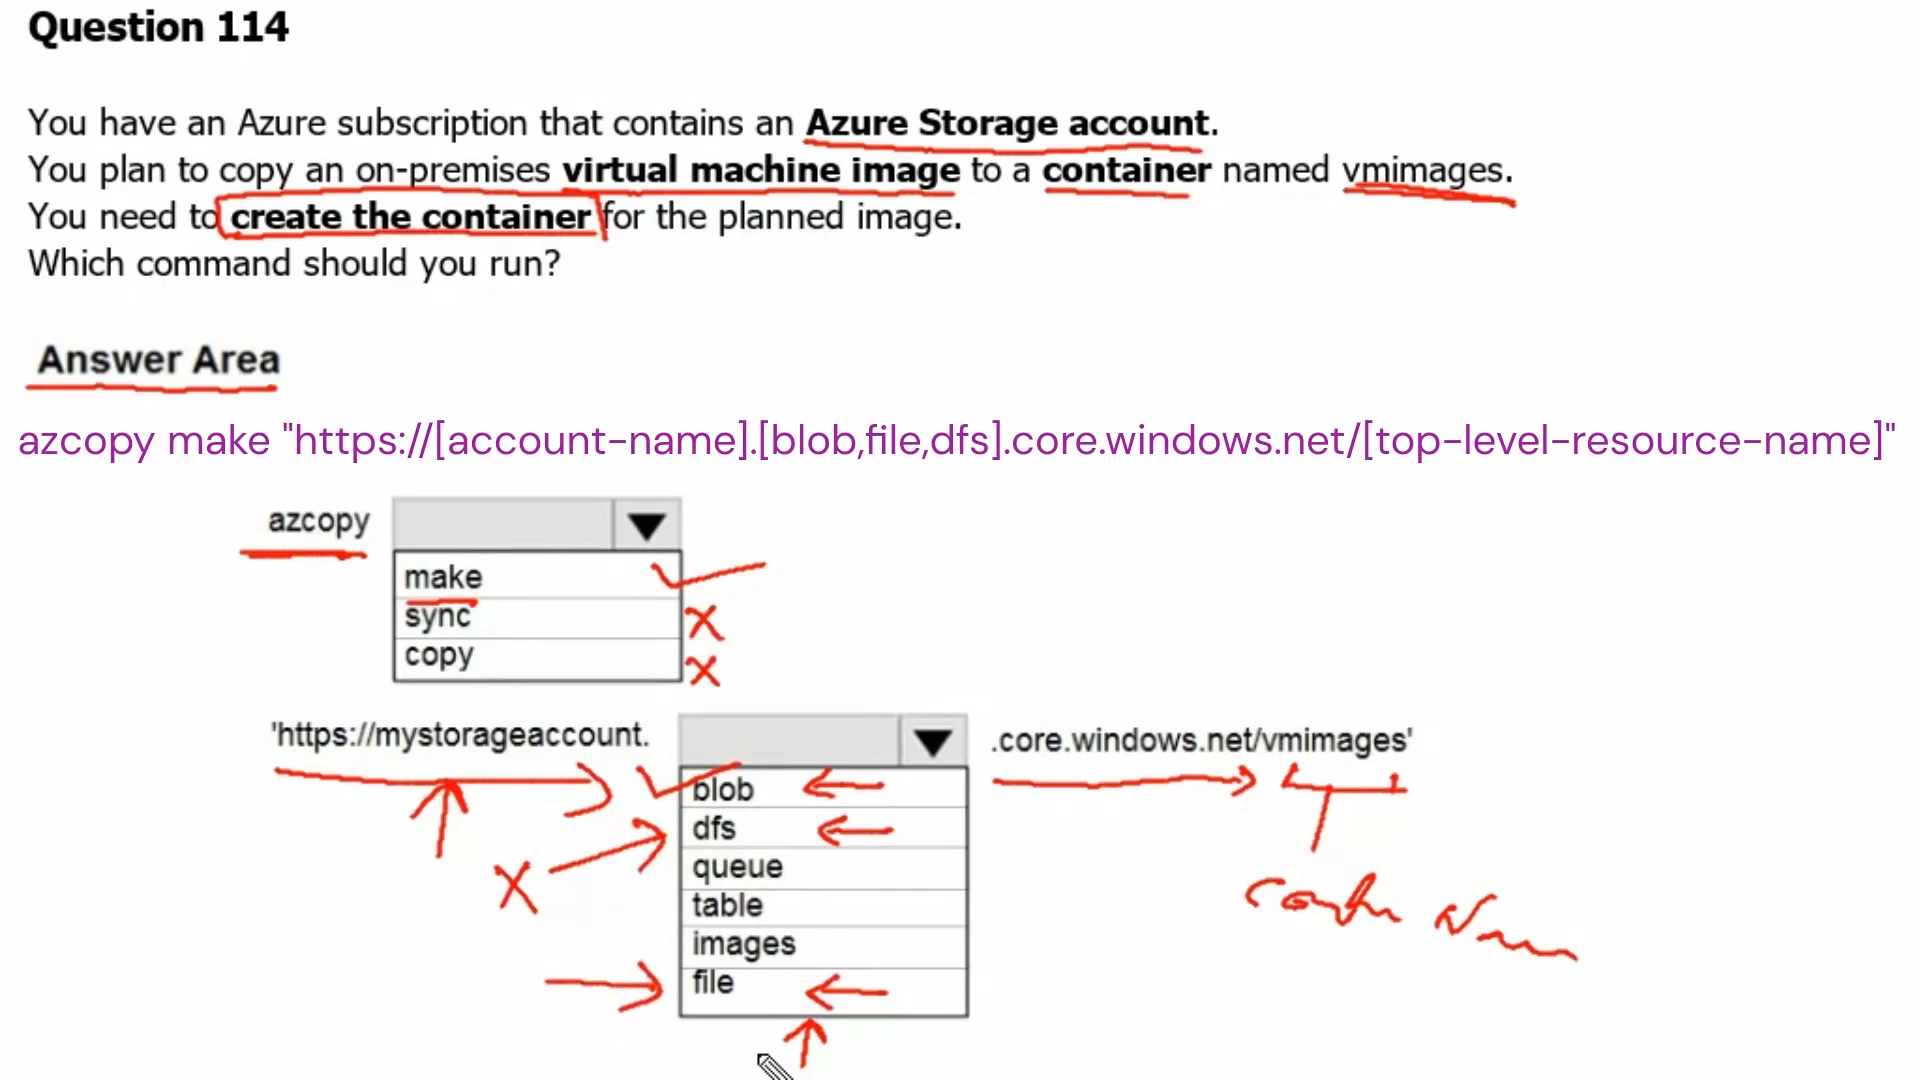 Question 114
You have an Azure subscription that contains an Azure Storage account.
You plan to copy an on-premises virtual machine image to a container named vmimages.
You need to create the container for the planned image.
Which command should you run?
Answer Area
azcopy make "https://[account-name].[blob,file,dfs].core.windows.net/[top-level-resource-name]"
azcopy
make
sync
copy
'https://mystorageaccount.
.core.windows.net/vmimages'
blob
dfs
queue
table
images
file